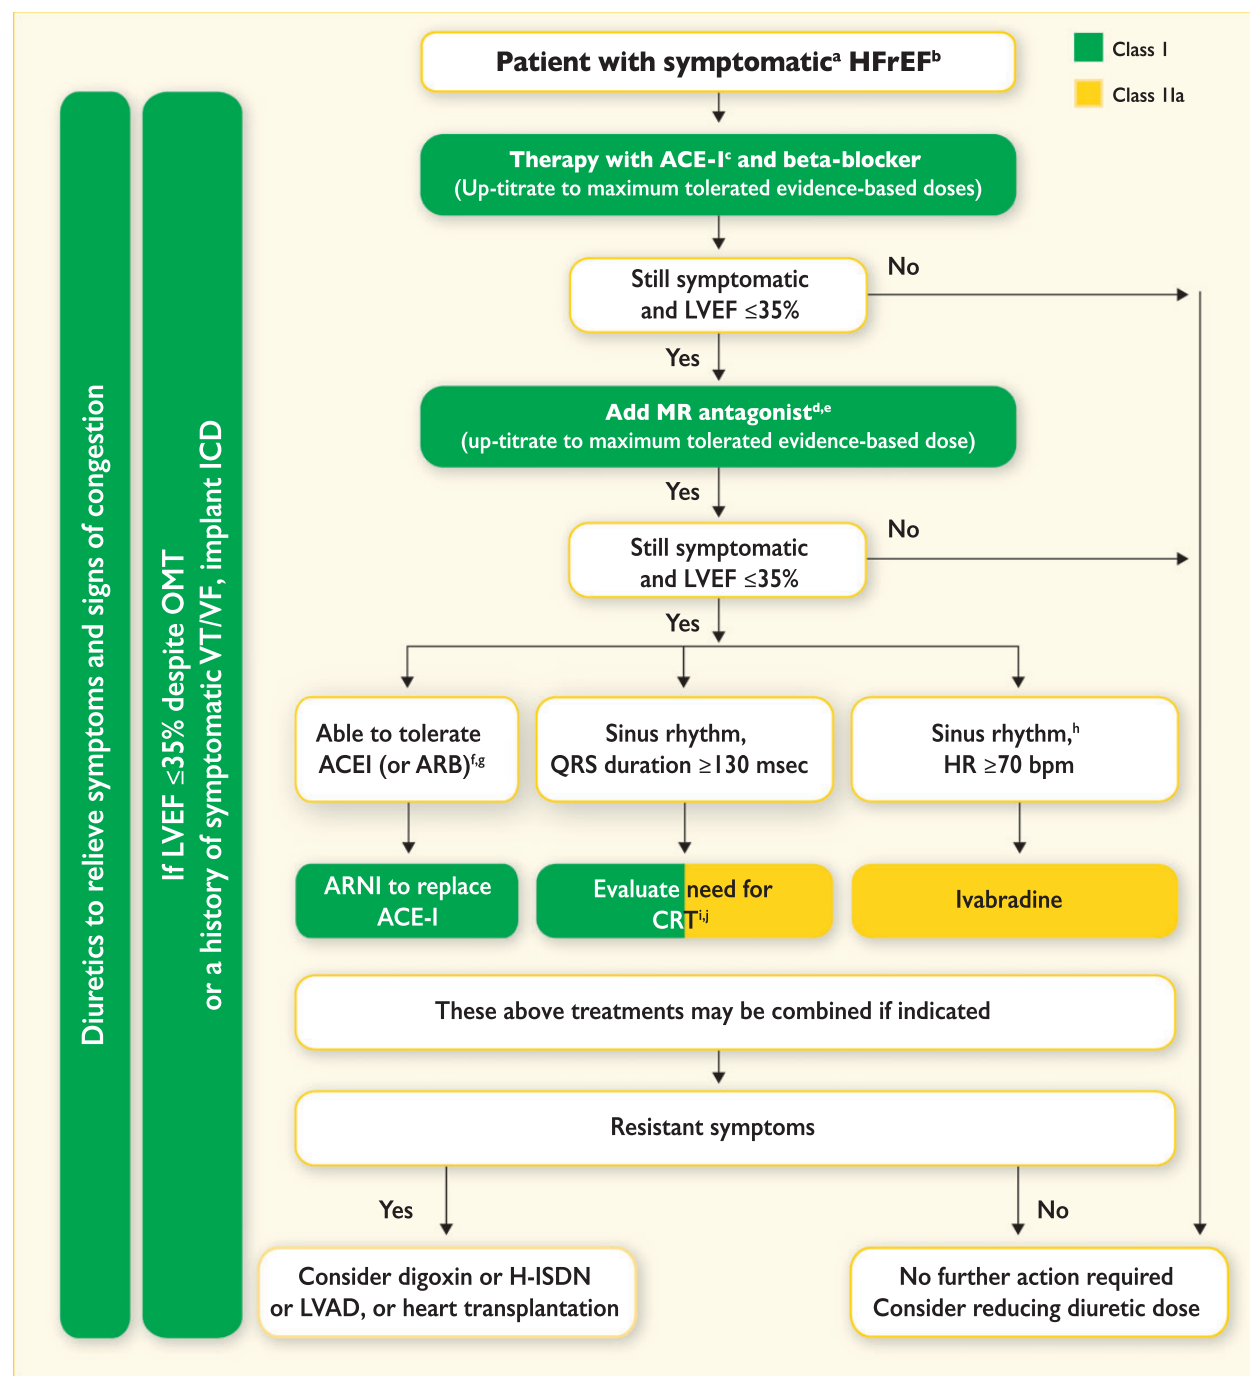 Patient with symptomaticᵃ HFrEFᵇ
Class I
Class IIa
Therapy with ACE-Iᶜ and beta-blocker
(Up-titrate to maximum tolerated evidence-based doses)
Still symptomatic
and LVEF ≤35%
No
Yes
Add MR antagonistᵈ,ᵉ
(up-titrate to maximum tolerated evidence-based dose)
Yes
Still symptomatic
and LVEF ≤35%
No
Yes
Able to tolerate
ACEI (or ARB)ᶠ,ᵍ
Sinus rhythm,
QRS duration ≥130 msec
Sinus rhythm,ʰ
HR ≥70 bpm
ARNI to replace
ACE-I
Evaluate need for
CRTⁱ,ʲ
Ivabradine
These above treatments may be combined if indicated
Resistant symptoms
Yes
No
Consider digoxin or H-ISDN
or LVAD, or heart transplantation
No further action required
Consider reducing diuretic dose
Diuretics to relieve symptoms and signs of congestion
If LVEF ≤35% despite OMT
or a history of symptomatic VT/VF, implant ICD